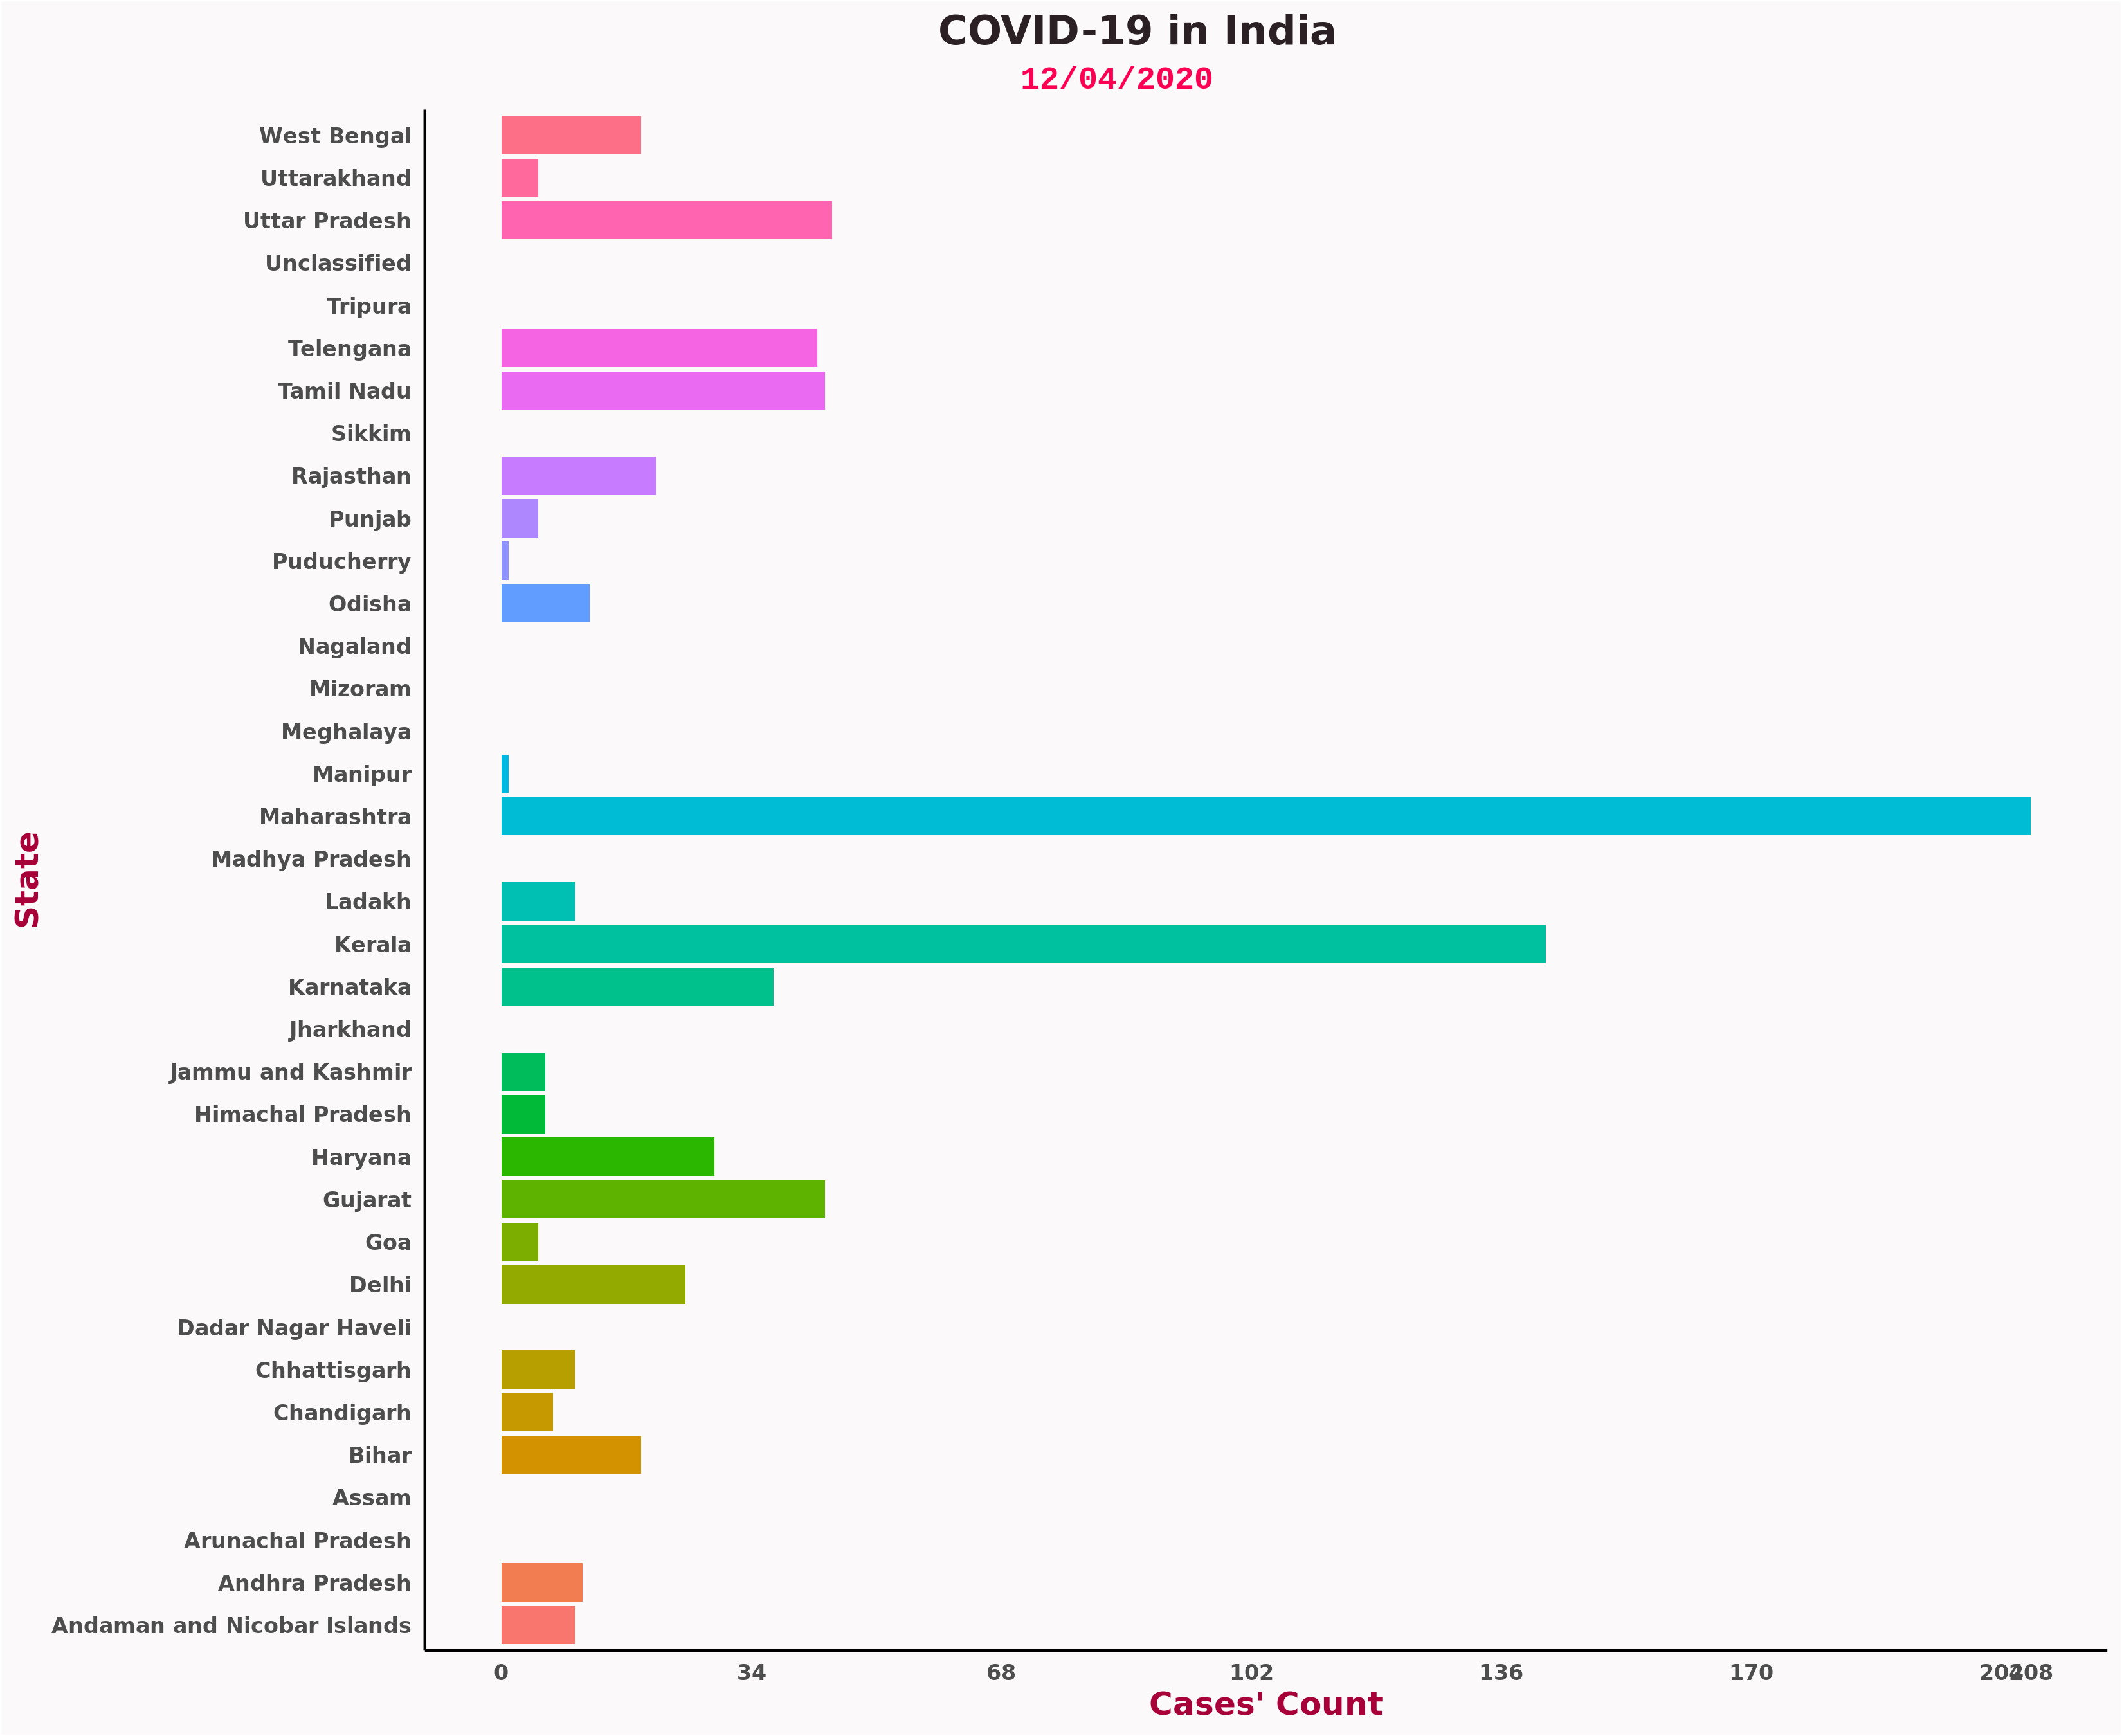 COVID-19 in India
12/04/2020
West Bengal
Uttarakhand
Uttar Pradesh
Unclassified
Tripura
Telengana
Tamil Nadu
Sikkim
Rajasthan
Punjab
Puducherry
Odisha
Nagaland
Mizoram
Meghalaya
Manipur
Maharashtra
Madhya Pradesh
Ladakh
Kerala
Karnataka
Jharkhand
Jammu and Kashmir
Himachal Pradesh
Haryana
Gujarat
Goa
Delhi
Dadar Nagar Haveli
Chhattisgarh
Chandigarh
Bihar
Assam
Arunachal Pradesh
Andhra Pradesh
Andaman and Nicobar Islands
State
0 34 68 102 136 170 204 208
Cases' Count